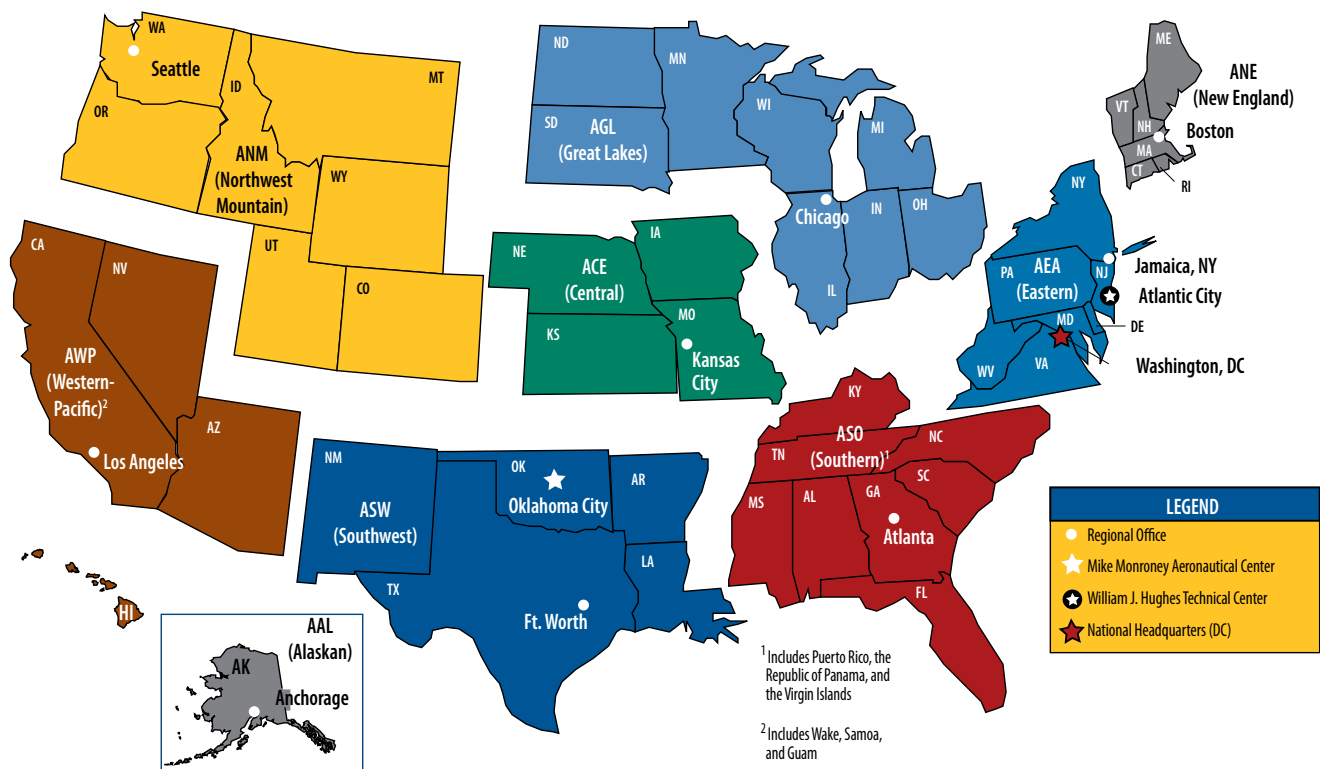 WA
Seattle
ID
MT
OR
ANM
(Northwest
Mountain)
WY
UT
CO
ND
MN
SD
AGL
(Great Lakes)
WI
MI
Chicago
IL
IN
OH
ME
VT
NH
MA
CT
RI
ANE
(New England)
Boston
NY
PA
AEA
(Eastern)
NJ
Jamaica, NY
Atlantic City
MD
DE
WV
VA
Washington, DC
CA
NV
AWP
(Western-
Pacific)2
AZ
Los Angeles
HI
NE
IA
ACE
(Central)
KS
MO
Kansas
City
KY
TN
ASO
(Southern)1
NC
SC
MS
AL
GA
Atlanta
FL
NM
OK
Oklahoma City
AR
ASW
(Southwest)
TX
LA
Ft. Worth
AAL
(Alaskan)
AK
Anchorage
1 Includes Puerto Rico, the
Republic of Panama, and
the Virgin Islands
2 Includes Wake, Samoa,
and Guam
LEGEND
Regional Office
Mike Monroney Aeronautical Center
William J. Hughes Technical Center
National Headquarters (DC)